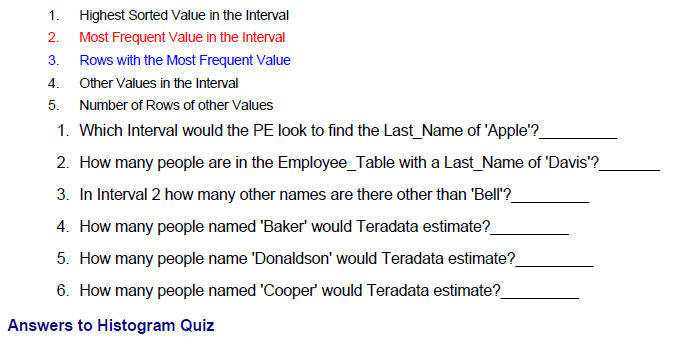 1. Highest Sorted Value in the Interval
2. Most Frequent Value in the Interval
3. Rows with the Most Frequent Value
4. Other Values in the Interval
5. Number of Rows of other Values
1. Which Interval would the PE look to find the Last_Name of 'Apple'?_________
2. How many people are in the Employee_Table with a Last_Name of 'Davis'?_______
3. In Interval 2 how many other names are there other than 'Bell'?_________
4. How many people named 'Baker' would Teradata estimate?_________
5. How many people name 'Donaldson' would Teradata estimate?_________
6. How many people named 'Cooper' would Teradata estimate?_________
Answers to Histogram Quiz